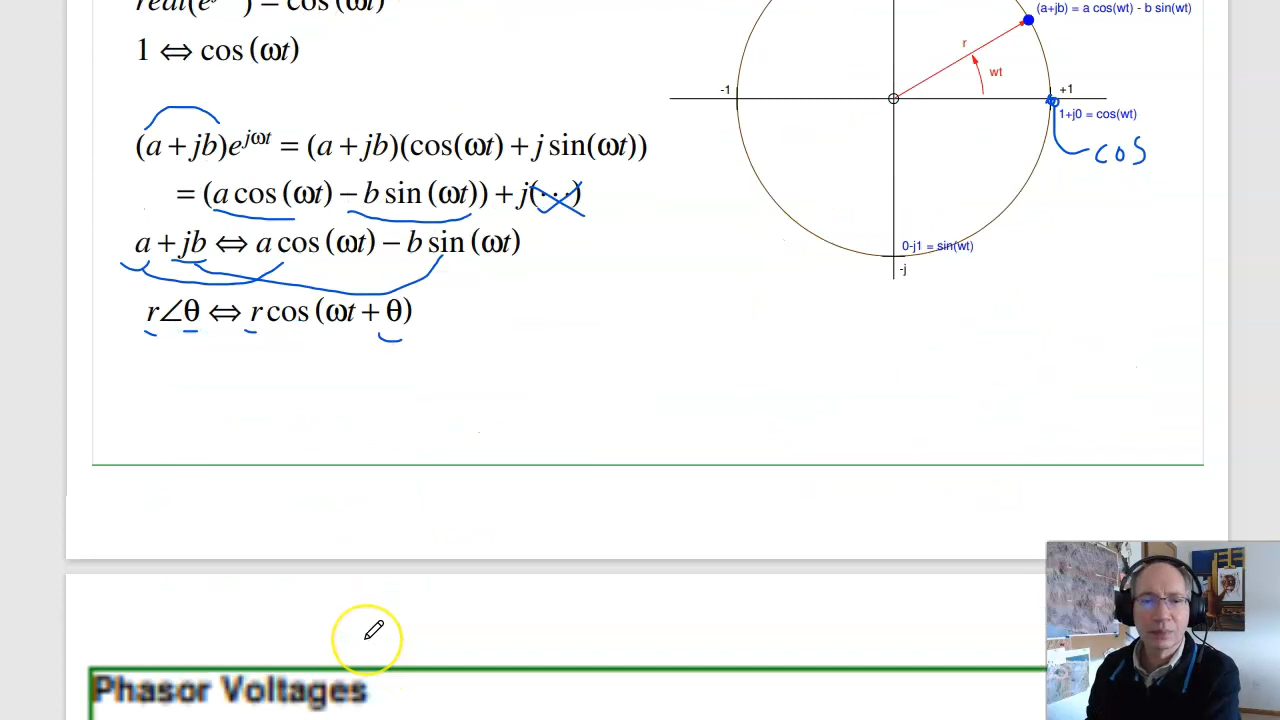 real(e ) = cos (ωt)
1 ⇔ cos (ωt)
(a + jb)e^{jωt} = (a + jb)(cos(ωt) + j sin(ωt))
= (a cos (ωt) − b sin (ωt)) + j(⋯)
a + jb ⇔ a cos (ωt) − b sin (ωt)
r∠θ ⇔ r cos (ωt + θ)
(a+jb) = a cos(wt) - b sin(wt)
r
wt
-1
+1
1+j0 = cos(wt)
cos
0-j1 = sin(wt)
-j
Phasor Voltages